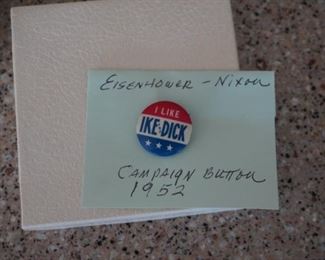 EISENHOWER - NIXON
I LIKE
IKE & DICK
CAMPAIGN BUTTON
1952